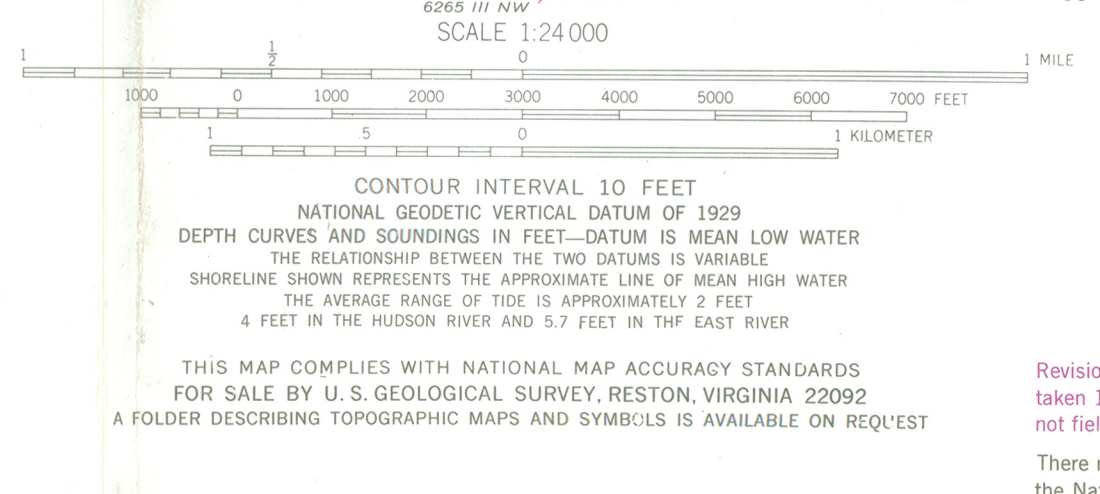 6265 III NW
SCALE 1:24 000
1 1/2 0 1 MILE
1000 0 1000 2000 3000 4000 5000 6000 7000 FEET
1 .5 0 1 KILOMETER
CONTOUR INTERVAL 10 FEET
NATIONAL GEODETIC VERTICAL DATUM OF 1929
DEPTH CURVES AND SOUNDINGS IN FEET—DATUM IS MEAN LOW WATER
THE RELATIONSHIP BETWEEN THE TWO DATUMS IS VARIABLE
SHORELINE SHOWN REPRESENTS THE APPROXIMATE LINE OF MEAN HIGH WATER
THE AVERAGE RANGE OF TIDE IS APPROXIMATELY 2 FEET
4 FEET IN THE HUDSON RIVER AND 5.7 FEET IN THE EAST RIVER
THIS MAP COMPLIES WITH NATIONAL MAP ACCURACY STANDARDS
FOR SALE BY U. S. GEOLOGICAL SURVEY, RESTON, VIRGINIA 22092
A FOLDER DESCRIBING TOPOGRAPHIC MAPS AND SYMBOLS IS AVAILABLE ON REQUEST
Revisio
taken 1
not fiel
There
the Na